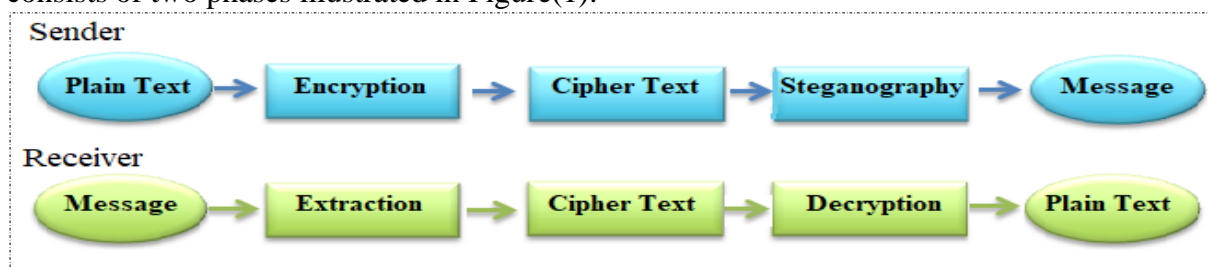 consists of two phases illustrated in Figure(1).
Sender
Plain Text Encryption Cipher Text Steganography Message
Receiver
Message Extraction Cipher Text Decryption Plain Text